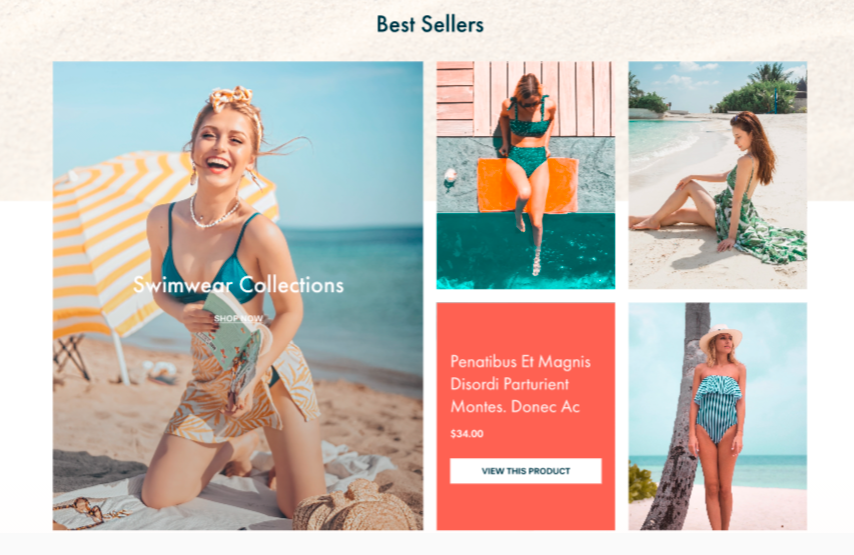 Best Sellers
Swimwear Collections
SHOP NOW
Penatibus Et Magnis
Disordi Parturient
Montes. Donec Ac
$34.00
VIEW THIS PRODUCT